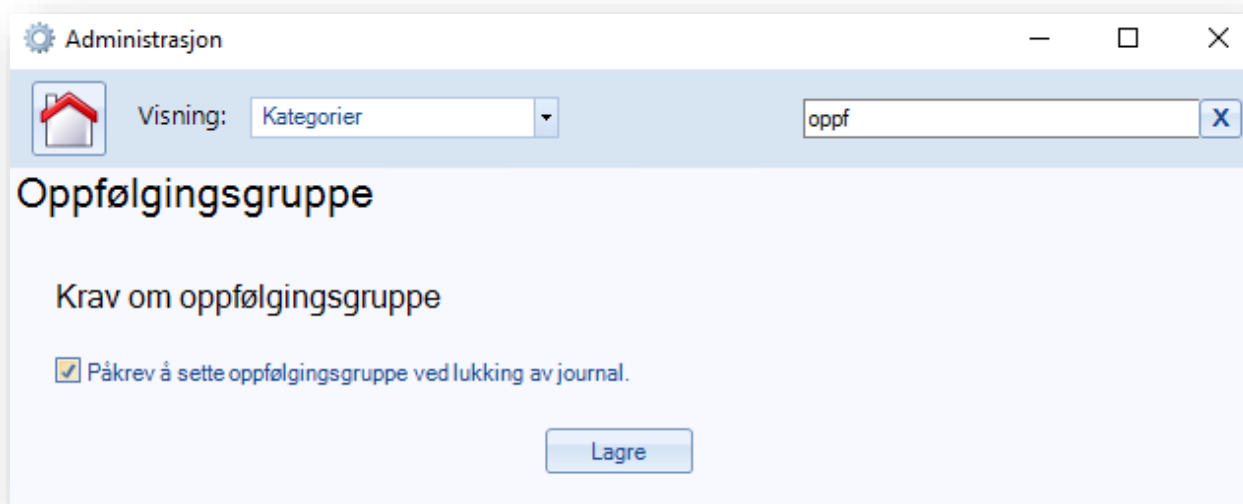 Administrasjon
Visning: Kategorier oppf X
Oppfølgingsgruppe
Krav om oppfølgingsgruppe
Påkrev å sette oppfølgingsgruppe ved lukking av journal.
Lagre